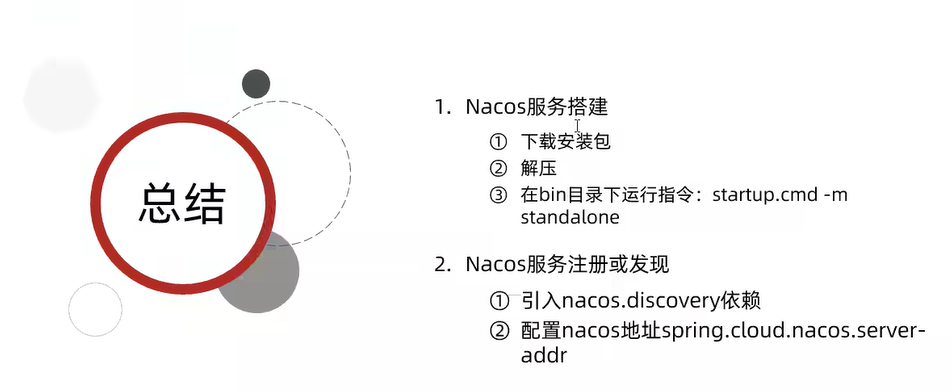 总结
1. Nacos服务搭建
① 下载安装包
② 解压
③ 在bin目录下运行指令：startup.cmd -m
standalone
2. Nacos服务注册或发现
① 引入nacos.discovery依赖
② 配置nacos地址spring.cloud.nacos.server-
addr